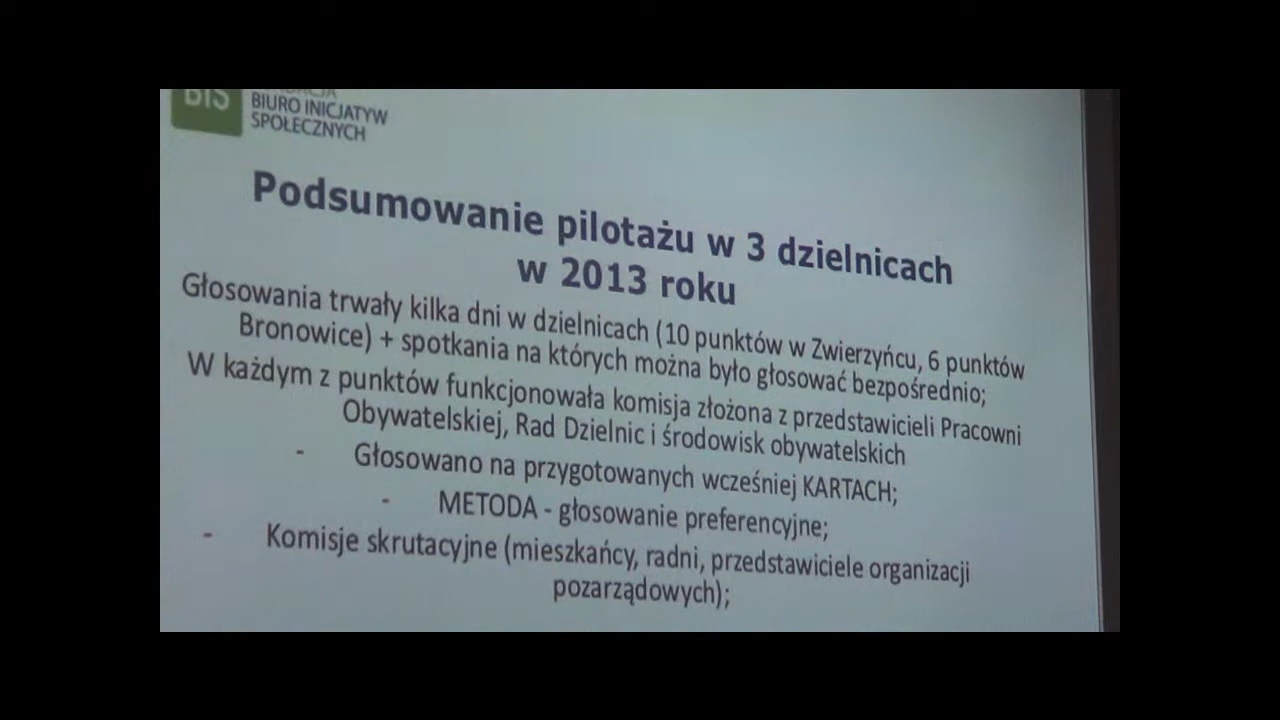 BIS
BIURO INICJATYW
SPOŁECZNYCH
Podsumowanie pilotażu w 3 dzielnicach
w 2013 roku
Głosowania trwały kilka dni w dzielnicach (10 punktów w Zwierzyńcu, 6 punktów
Bronowice) + spotkania na których można było głosować bezpośrednio;
W każdym z punktów funkcjonowała komisja złożona z przedstawicieli Pracowni
Obywatelskiej, Rad Dzielnic i środowisk obywatelskich
- Głosowano na przygotowanych wcześniej KARTACH;
- METODA - głosowanie preferencyjne;
- Komisje skrutacyjne (mieszkańcy, radni, przedstawiciele organizacji
pozarządowych);